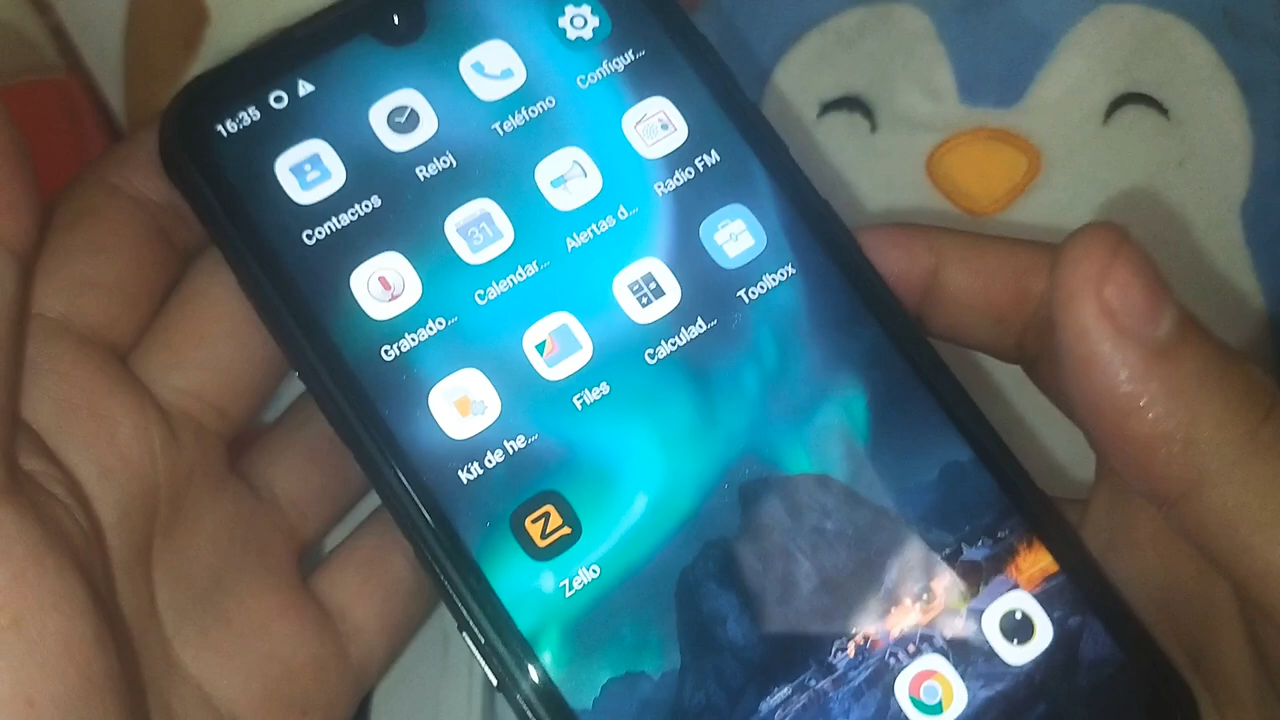 16:35
Contactos
Reloj
Teléfono
Configur...
Grabado...
Calendar...
31
Alertas d...
Radio FM
Kit de he...
Files
Calculad...
Toolbox
Zello